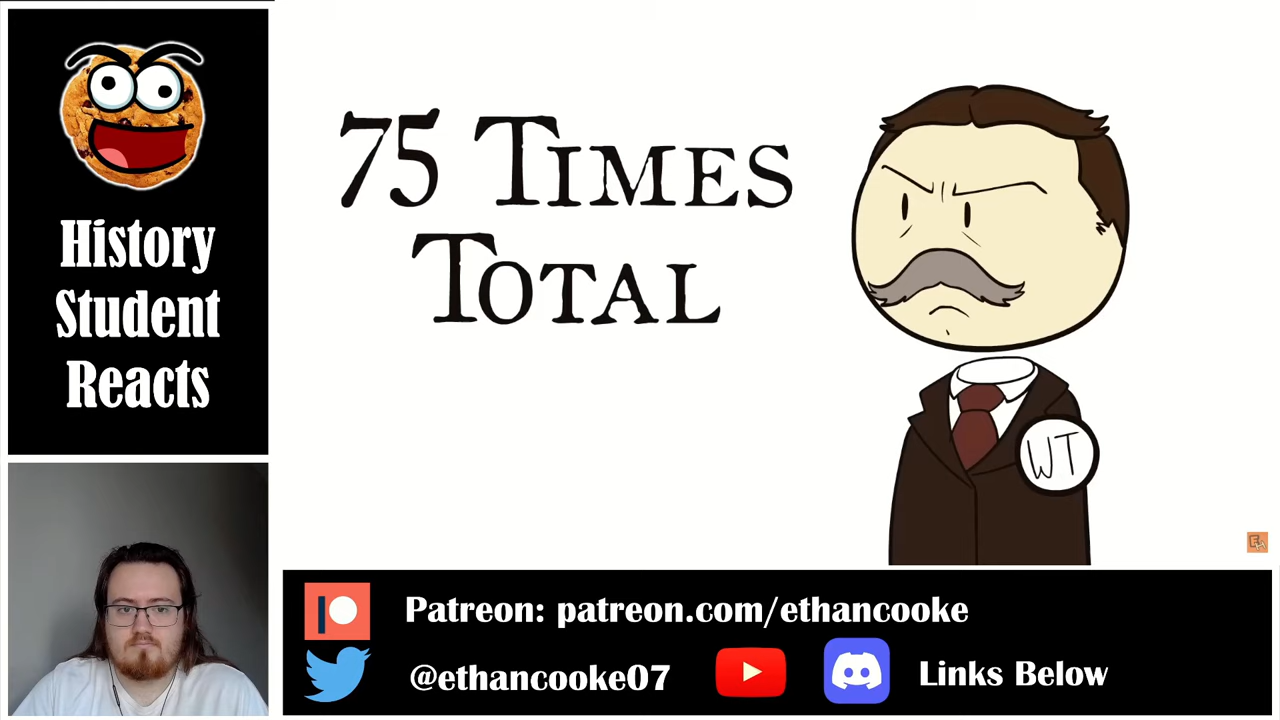 History
Student
Reacts
75 TIMES
TOTAL
WT
Patreon: patreon.com/ethancooke
@ethancooke07
Links Below